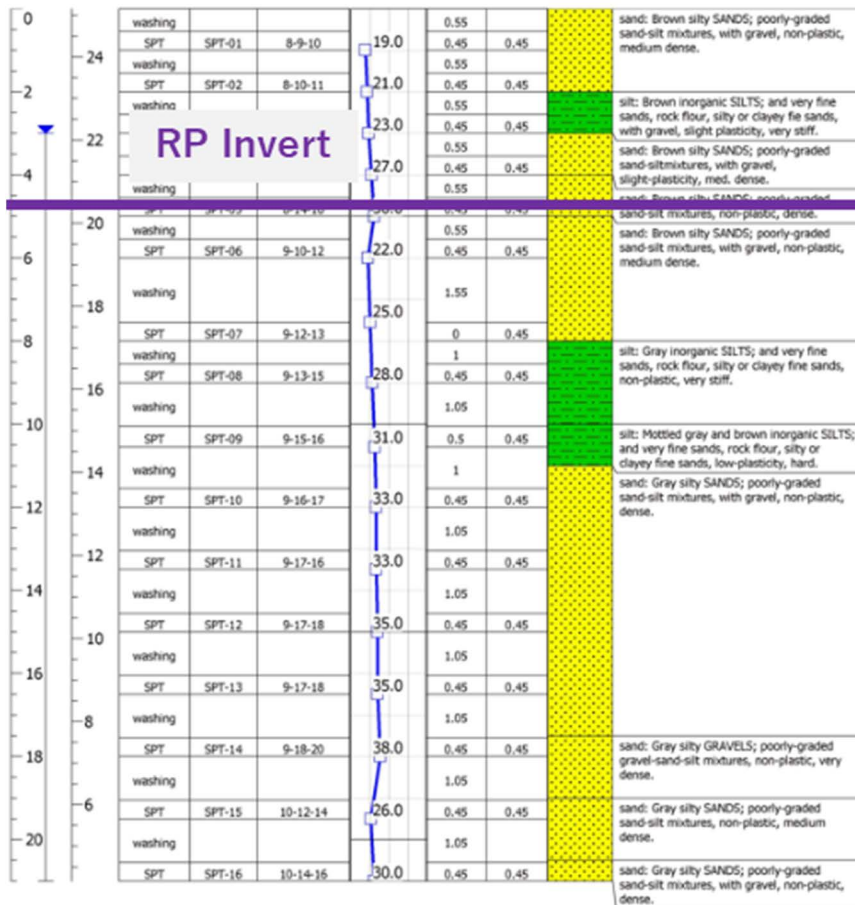 0
washing 0.55 sand: Brown silty SANDS; poorly-graded
sand-silt mixtures, with gravel, non-plastic,
medium dense.
SPT SPT-01 8-9-10 19.0 0.45 0.45
24
washing 0.55
SPT SPT-02 8-10-11 21.0 0.45 0.45
2
washing 0.55 silt: Brown inorganic SILTS; and very fine
sands, rock flour, silty or clayey fie sands,
with gravel, slight plasticity, very stiff.
23.0 0.45 0.45
22
RP Invert
0.55 sand: Brown silty SANDS; poorly-graded
sand-siltmixtures, with gravel,
slight-plasticity, med. dense.
27.0 0.45 0.45
4
washing 0.55
sand-silt mixtures, non-plastic, dense.
20
washing 0.55 sand: Brown silty SANDS; poorly-graded
sand-silt mixtures, with gravel, non-plastic,
medium dense.
SPT SPT-06 9-10-12 22.0 0.45 0.45
6
washing 1.55
18 25.0
SPT SPT-07 9-12-13 0 0.45
8
washing 1 silt: Gray inorganic SILTS; and very fine
sands, rock flour, silty or clayey fine sands,
non-plastic, very stiff.
SPT SPT-08 9-13-15 28.0 0.45 0.45
16
washing 1.05
10
SPT SPT-09 9-15-16 31.0 0.5 0.45 silt: Mottled gray and brown inorganic SILTS;
and very fine sands, rock flour, silty or
clayey fine sands, low-plasticity, hard.
14
washing 1 sand: Gray silty SANDS; poorly-graded
sand-silt mixtures, with gravel, non-plastic,
dense.
SPT SPT-10 9-16-17 33.0 0.45 0.45
12
washing 1.05
12
SPT SPT-11 9-17-16 33.0 0.45 0.45
14
washing 1.05
SPT SPT-12 9-17-18 35.0 0.45 0.45
10
washing 1.05
16
SPT SPT-13 9-17-18 35.0 0.45 0.45
8
washing 1.05
SPT SPT-14 9-18-20 38.0 0.45 0.45 sand: Gray silty GRAVELS; poorly-graded
gravel-sand-silt mixtures, non-plastic, very
dense.
18
washing 1.05
6
SPT SPT-15 10-12-14 26.0 0.45 0.45 sand: Gray silty SANDS; poorly-graded
sand-silt mixtures, non-plastic, medium
dense.
20
washing 1.05
SPT SPT-16 10-14-16 30.0 0.45 0.45 sand: Gray silty SANDS; poorly-graded
sand-silt mixtures, with gravel, non-plastic,
dense.